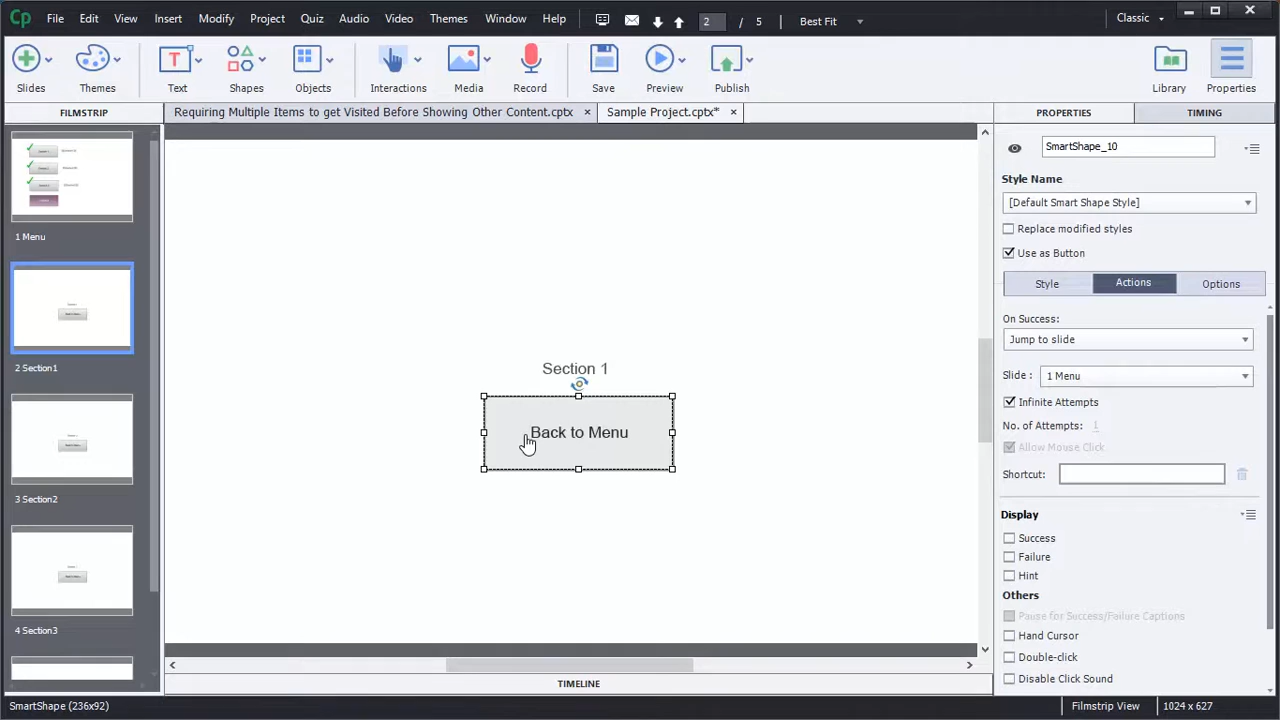 Cp File Edit View Insert Modify Project Quiz Audio Video Themes Window Help 2 / 5 Best Fit Classic
Slides Themes Text Shapes Objects Interactions Media Record Save Preview Publish Library Properties
FILMSTRIP
Requiring Multiple Items to get Visited Before Showing Other Content.cptx × Sample Project.cptx* ×
PROPERTIES TIMING
1 Menu
2 Section1
3 Section2
4 Section3
Section 1
Back to Menu
SmartShape_10
Style Name
[Default Smart Shape Style]
Replace modified styles
Use as Button
Style Actions Options
On Success:
Jump to slide
Slide : 1 Menu
Infinite Attempts
No. of Attempts: 1
Allow Mouse Click
Shortcut:
Display
Success
Failure
Hint
Others
Pause for Success/Failure Captions
Hand Cursor
Double-click
Disable Click Sound
TIMELINE
SmartShape (236x92) Filmstrip View 1024 x 627